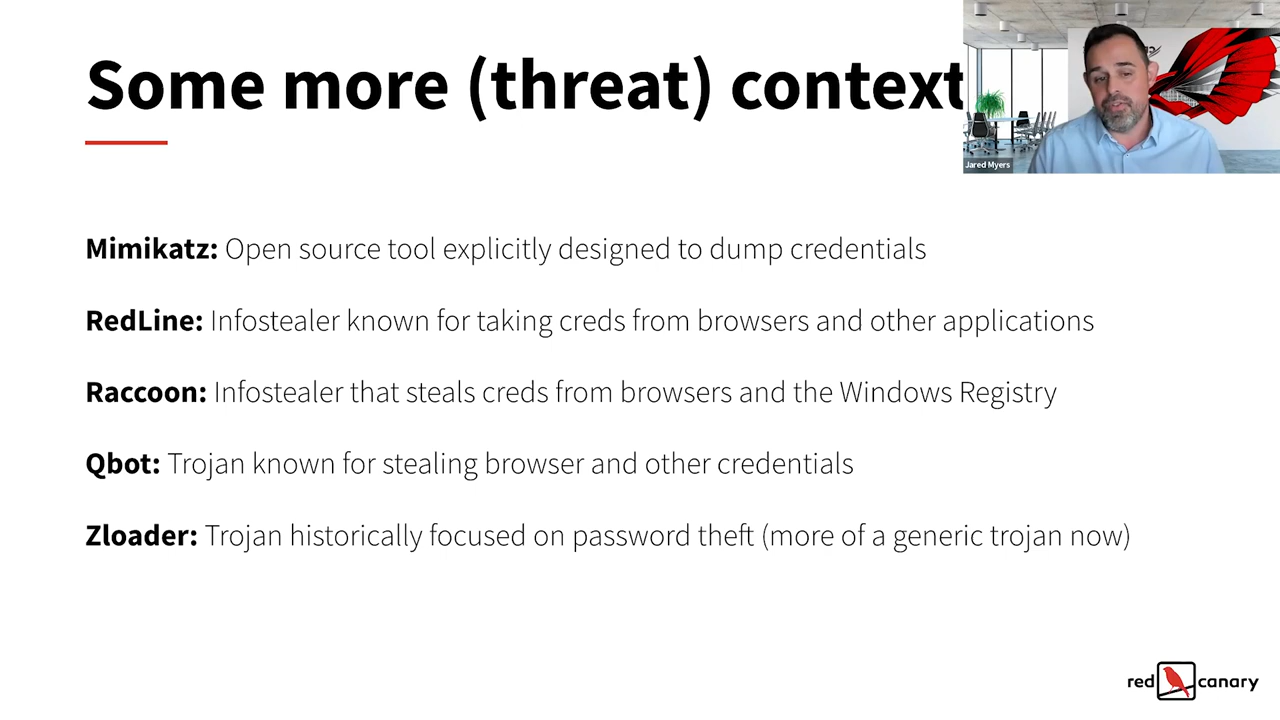 Some more (threat) context
Jared Myers
Mimikatz: Open source tool explicitly designed to dump credentials
RedLine: Infostealer known for taking creds from browsers and other applications
Raccoon: Infostealer that steals creds from browsers and the Windows Registry
Qbot: Trojan known for stealing browser and other credentials
Zloader: Trojan historically focused on password theft (more of a generic trojan now)
red canary